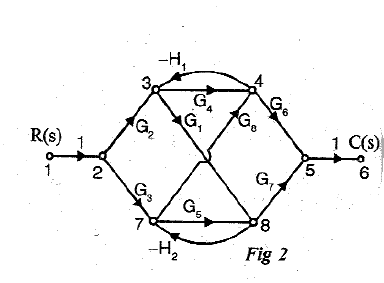 -H₁
3
4
G₄
G₂
G₁
G₈
G₆
R(s)
1
1
2
5
1
C(s)
6
G₃
G₇
7
G₅
8
-H₂
Fig 2